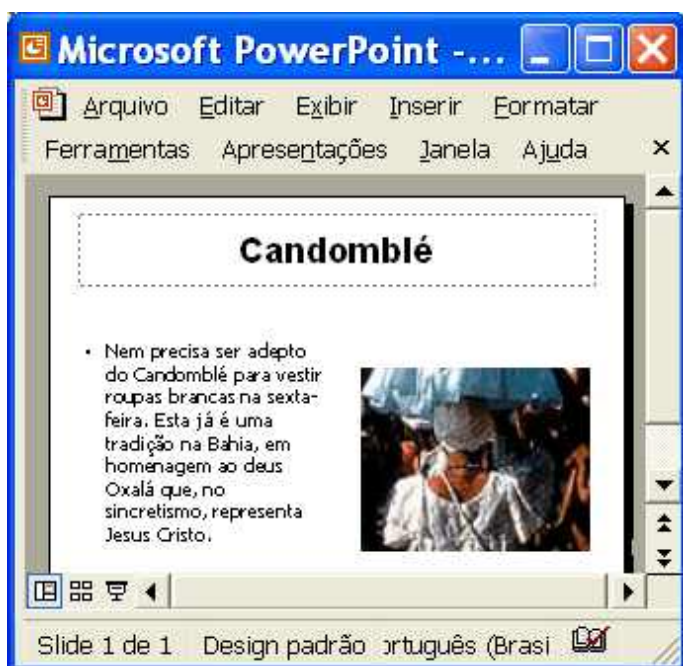 Microsoft PowerPoint -...
Arquivo Editar Exibir Inserir Formatar
Ferramentas Apresentações Janela Ajuda
Candomblé
• Nem precisa ser adepto
do Candomblé para vestir
roupas brancas na sexta-
feira. Esta já é uma
tradição na Bahia, em
homenagem ao deus
Oxalá que, no
sincretismo, representa
Jesus Cristo.
Slide 1 de 1 Design padrão ortuguês (Brasi